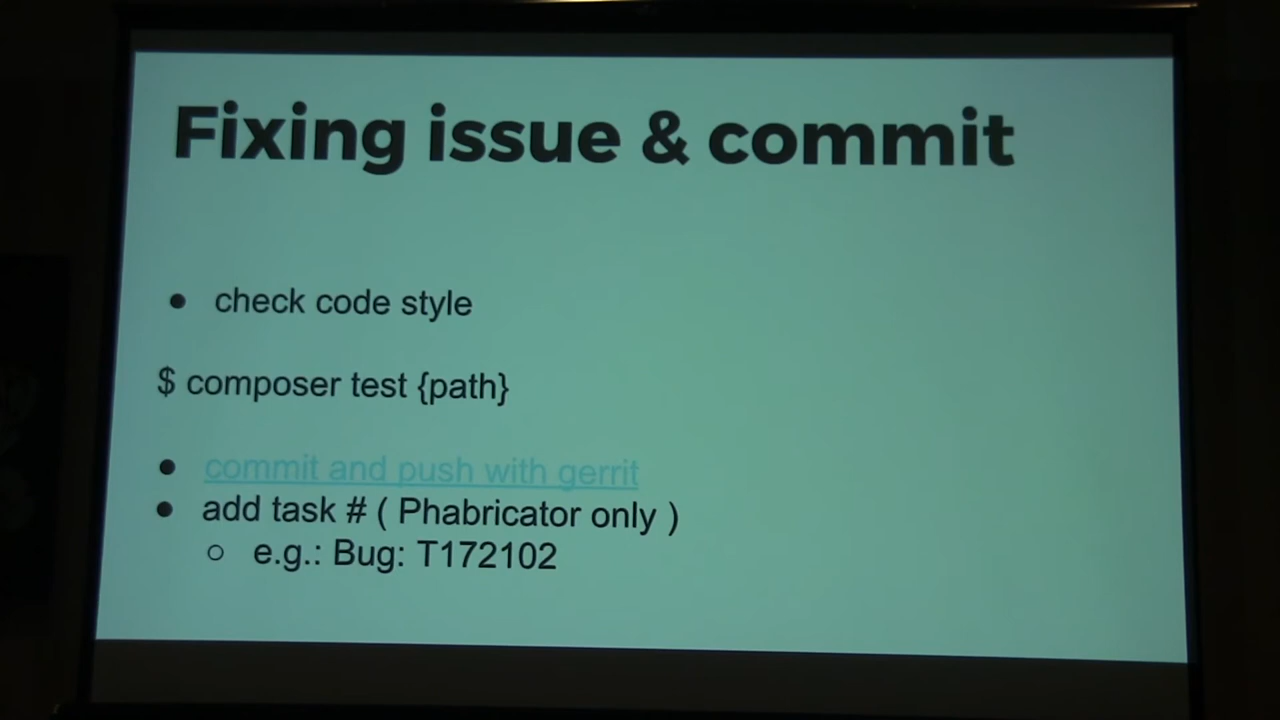 Fixing issue & commit
● check code style
$ composer test {path}
● commit and push with gerrit
● add task # ( Phabricator only )
○ e.g.: Bug: T172102